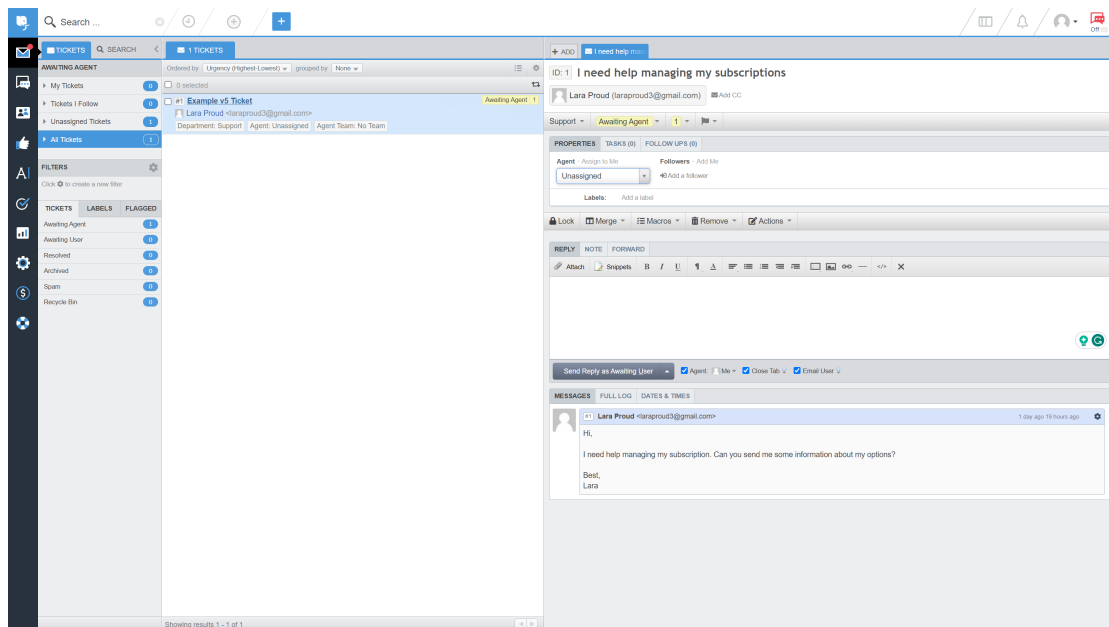 Search ...
Off (0)
TICKETS
SEARCH
AWAITING AGENT
My Tickets 0
Tickets I Follow 0
Unassigned Tickets 1
All Tickets 1
FILTERS
Click to create a new filter
TICKETS LABELS FLAGGED
Awaiting Agent 1
Awaiting User 0
Resolved 0
Archived 0
Spam 0
Recycle Bin 0
1 TICKETS
Ordered by Urgency (Highest-Lowest) grouped by None
0 selected
#1 Example v5 Ticket Awaiting Agent 1
Lara Proud <laraproud3@gmail.com>
Department: Support Agent: Unassigned Agent Team: No Team
Showing results 1 - 1 of 1
+ ADD I need help man
ID: 1 I need help managing my subscriptions
Lara Proud (laraproud3@gmail.com) Add CC
Support Awaiting Agent 1
PROPERTIES TASKS (0) FOLLOW UPS (0)
Agent - Assign to Me Followers - Add Me
Unassigned Add a follower
Labels: Add a label
Lock Merge Macros Remove Actions
REPLY NOTE FORWARD
Attach Snippets B I U ¶ A </>
Send Reply as Awaiting User Agent: Me Close Tab Email User
MESSAGES FULL LOG DATES & TIMES
#1 Lara Proud <laraproud3@gmail.com> 1 day ago 19 hours ago
Hi,
I need help managing my subscription. Can you send me some information about my options?
Best,
Lara